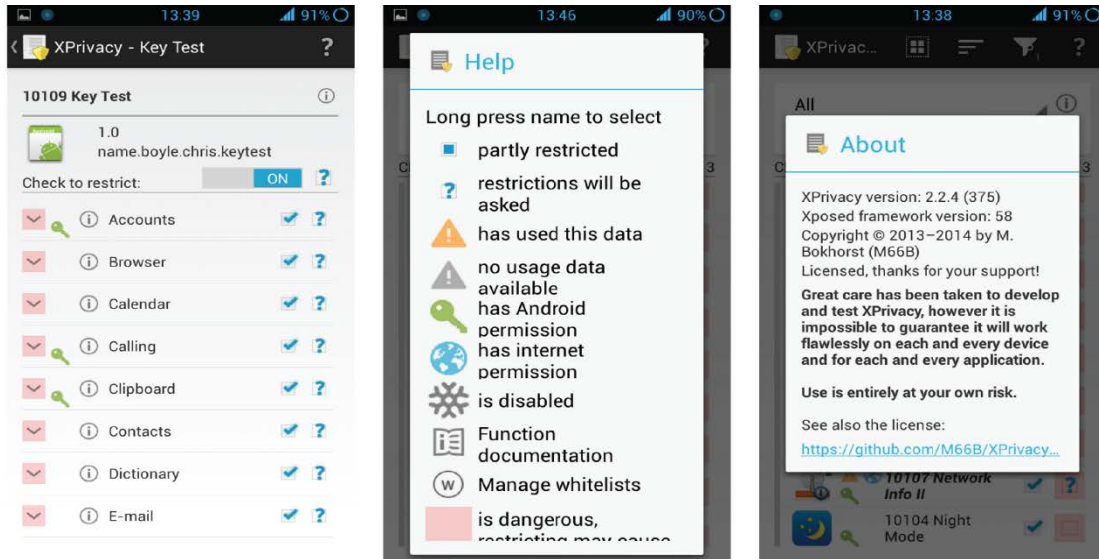 13.39
91%
XPrivacy - Key Test
?
10109 Key Test
1.0
name.boyle.chris.keytest
Check to restrict:
ON
?
Accounts
?
Browser
?
Calendar
?
Calling
?
Clipboard
?
Contacts
?
Dictionary
?
E-mail
?
13:46
90%
Help
Long press name to select
partly restricted
?
restrictions will be
asked
has used this data
no usage data
available
has Android
permission
has internet
permission
is disabled
Function
documentation
W
Manage whitelists
is dangerous,
restricting may cause
13:38
91%
XPrivac...
?
All
About
XPrivacy version: 2.2.4 (375)
Xposed framework version: 58
Copyright © 2013–2014 by M.
Bokhorst (M66B)
Licensed, thanks for your support!
Great care has been taken to develop
and test XPrivacy, however it is
impossible to guarantee it will work
flawlessly on each and every device
and for each and every application.
Use is entirely at your own risk.
See also the license:
https://github.com/M66B/XPrivacy...
10107 Network
Info II
?
10104 Night
Mode